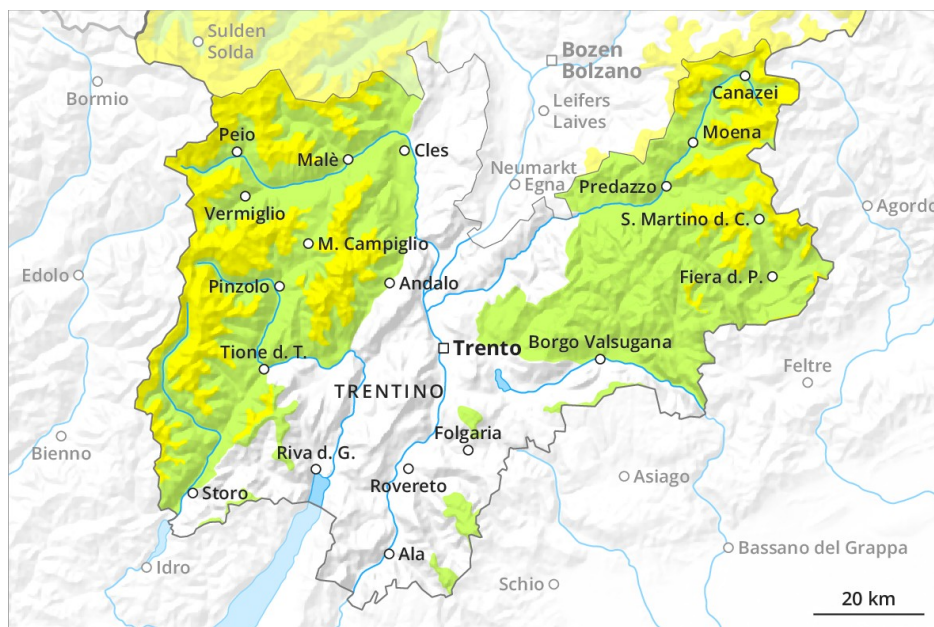 Sulden
Solda
Bozen
Bolzano
Bormio
Canazei
Leifers
Laives
Peio
Moena
Malè
Cles
Neumarkt
Egna
Predazzo
Vermiglio
Agordo
S. Martino d. C.
M. Campiglio
Edolo
Pinzolo
Andalo
Fiera d. P.
Trento
Borgo Valsugana
Tione d. T.
Feltre
TRENTINO
Bienno
Folgaria
Riva d. G.
Asiago
Rovereto
Storo
Ala
Bassano del Grappa
Idro
Schio
20 km